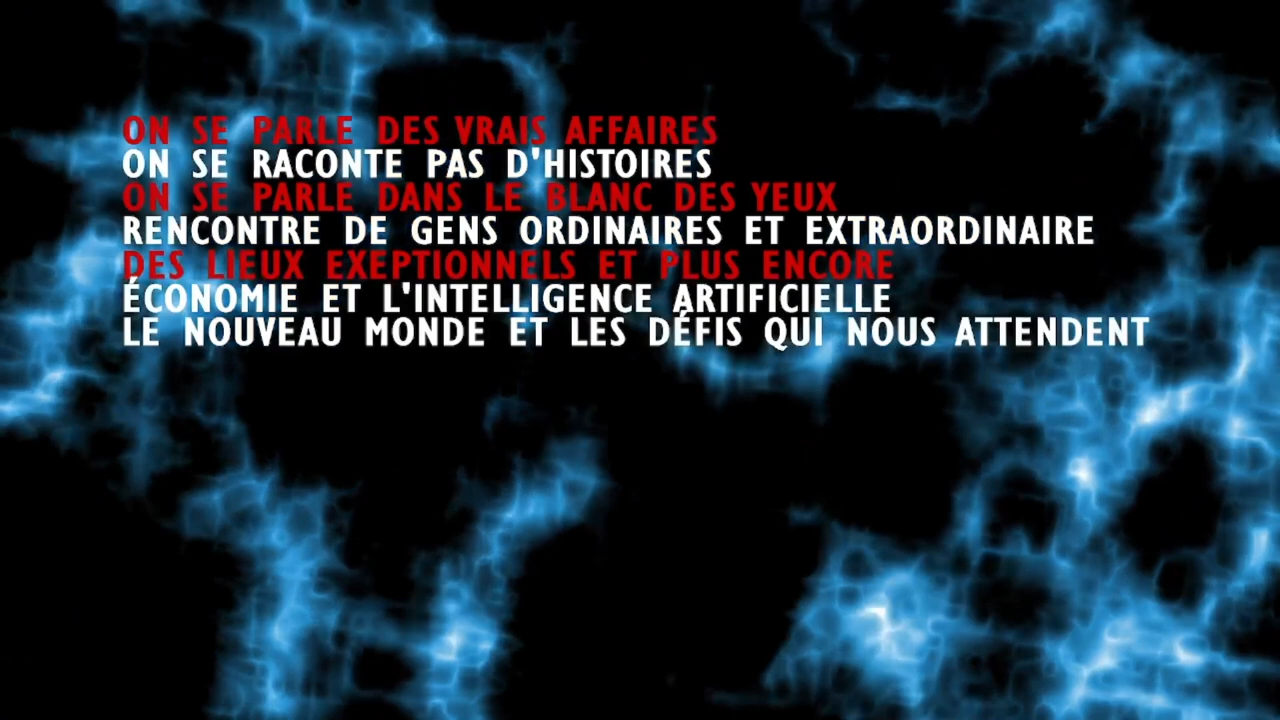 ON SE PARLE DES VRAIS AFFAIRES
ON SE RACONTE PAS D'HISTOIRES
ON SE PARLE DANS LE BLANC DES YEUX
RENCONTRE DE GENS ORDINAIRES ET EXTRAORDINAIRE
DES LIEUX EXEPTIONNELS ET PLUS ENCORE
ÉCONOMIE ET L'INTELLIGENCE ARTIFICIELLE
LE NOUVEAU MONDE ET LES DÉFIS QUI NOUS ATTENDENT